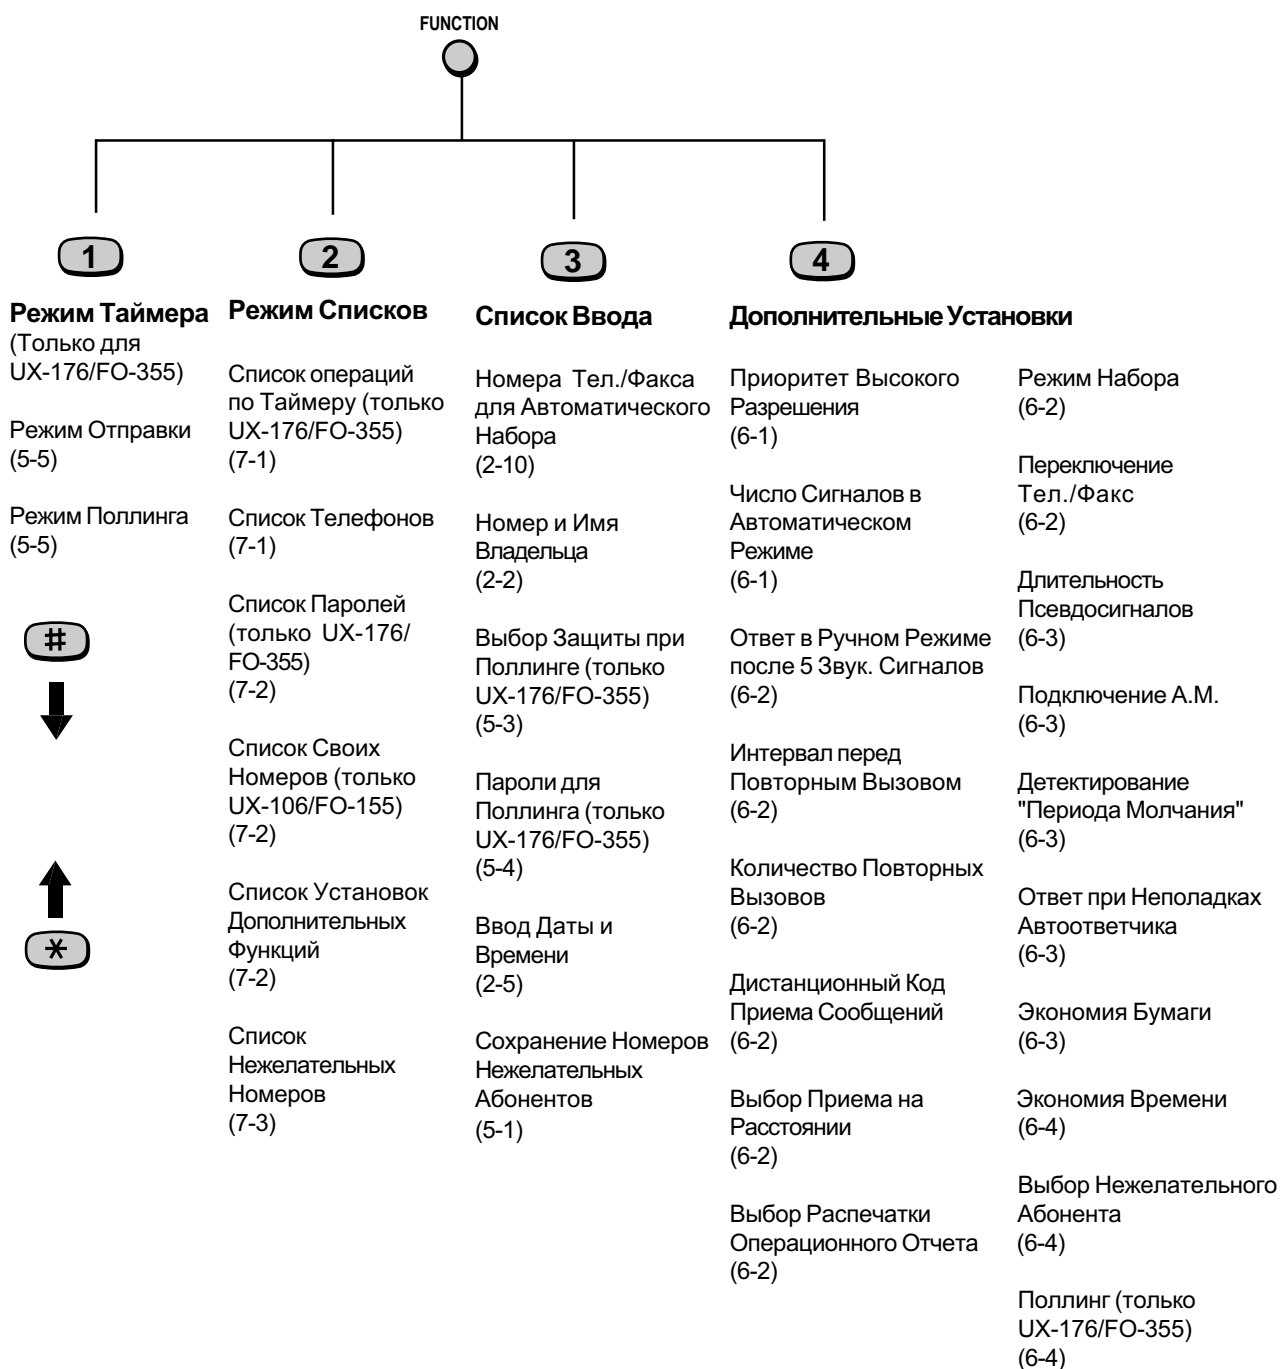 FUNCTION
1
2
3
4
Режим Таймера
(Только для
UX-176/FO-355)
Режим Отправки
(5-5)
Режим Поллинга
(5-5)
#
*
Режим Списков
Список операций
по Таймеру (только
UX-176/FO-355)
(7-1)
Список Телефонов
(7-1)
Список Паролей
(только UX-176/
FO-355)
(7-2)
Список Своих
Номеров (только
UX-106/FO-155)
(7-2)
Список Установок
Дополнительных
Функций
(7-2)
Список
Нежелательных
Номеров
(7-3)
Список Ввода
Номера Тел./Факса
для Автоматического
Набора
(2-10)
Номер и Имя
Владельца
(2-2)
Выбор Защиты при
Поллинге (только
UX-176/FO-355)
(5-3)
Пароли для
Поллинга (только
UX-176/FO-355)
(5-4)
Ввод Даты и
Времени
(2-5)
Сохранение Номеров
Нежелательных
Абонентов
(5-1)
Дополнительные Установки
Приоритет Высокого
Разрешения
(6-1)
Число Сигналов в
Автоматическом
Режиме
(6-1)
Ответ в Ручном Режиме
после 5 Звук. Сигналов
(6-2)
Интервал перед
Повторным Вызовом
(6-2)
Количество Повторных
Вызовов
(6-2)
Дистанционный Код
Приема Сообщений
(6-2)
Выбор Приема на
Расстоянии
(6-2)
Выбор Распечатки
Операционного Отчета
(6-2)
Режим Набора
(6-2)
Переключение
Тел./Факс
(6-2)
Длительность
Псевдосигналов
(6-3)
Подключение А.М.
(6-3)
Детектирование
"Периода Молчания"
(6-3)
Ответ при Неполадках
Автоответчика
(6-3)
Экономия Бумаги
(6-3)
Экономия Времени
(6-4)
Выбор Нежелательного
Абонента
(6-4)
Поллинг (только
UX-176/FO-355)
(6-4)